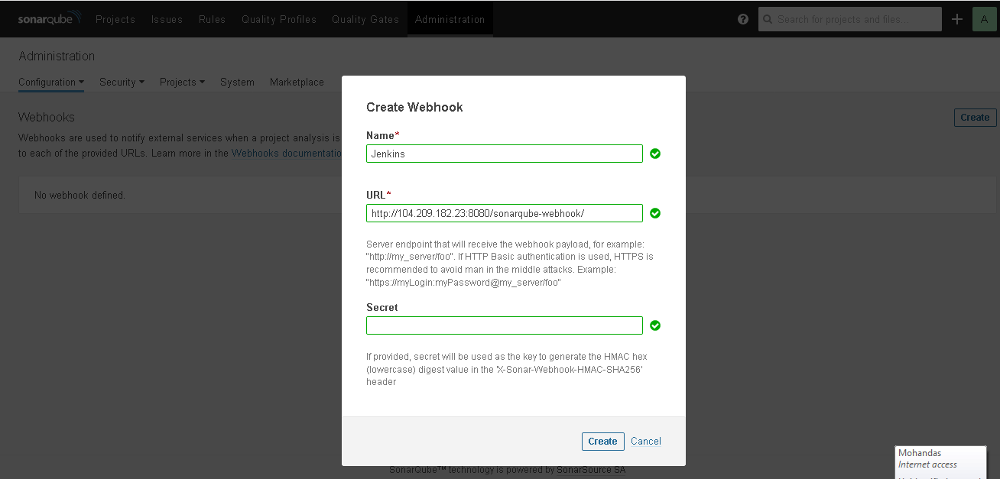 sonarqube Projects Issues Rules Quality Profiles Quality Gates Administration Search for projects and files... A
Administration
Configuration Security Projects System Marketplace
Webhooks
Create
Webhooks are used to notify external services when a project analysis is
to each of the provided URLs. Learn more in the Webhooks documentatio
No webhook defined.
Create Webhook
Name*
Jenkins
URL*
http://104.209.182.23:8080/sonarqube-webhook/
Server endpoint that will receive the webhook payload, for example:
"http://my_server/foo". If HTTP Basic authentication is used, HTTPS is
recommended to avoid man in the middle attacks. Example:
"https://myLogin:myPassword@my_server/foo"
Secret
If provided, secret will be used as the key to generate the HMAC hex
(lowercase) digest value in the 'X-Sonar-Webhook-HMAC-SHA256'
header
Create Cancel
SonarQube™ technology is powered by SonarSource SA
Mohandas
Internet access